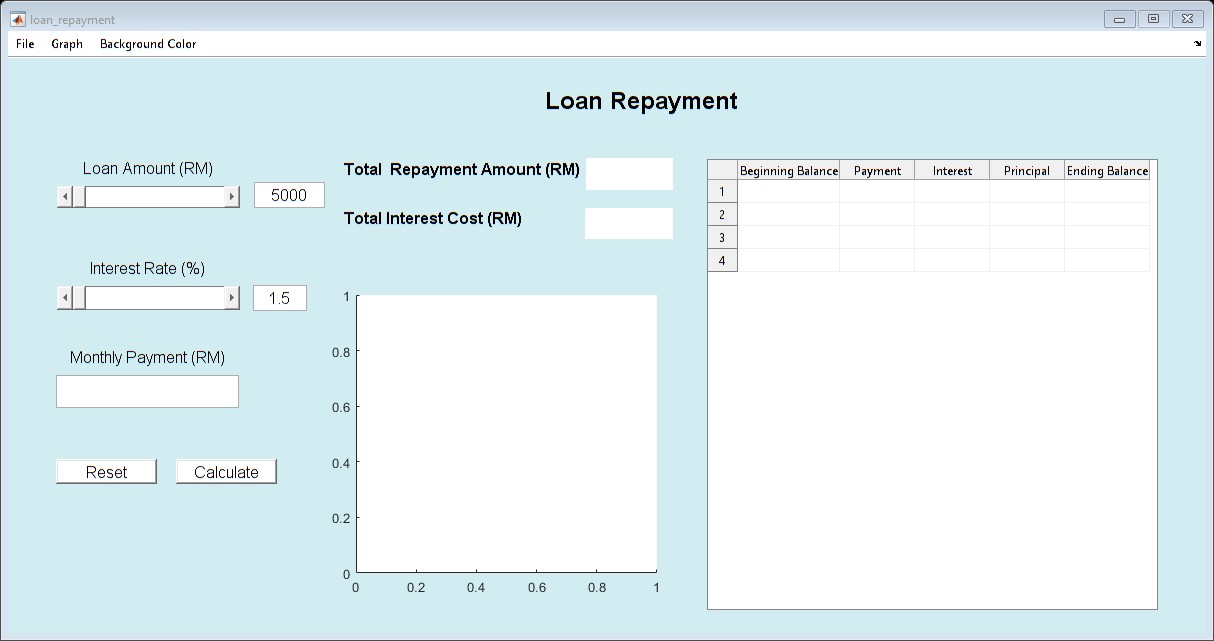 loan_repayment
File Graph Background Color
Loan Repayment
Loan Amount (RM)
5000
Interest Rate (%)
1.5
Monthly Payment (RM)
Reset Calculate
Total  Repayment Amount (RM)
Total Interest Cost (RM)
1
0.8
0.6
0.4
0.2
0
0 0.2 0.4 0.6 0.8 1
Beginning Balance Payment Interest Principal Ending Balance
1
2
3
4